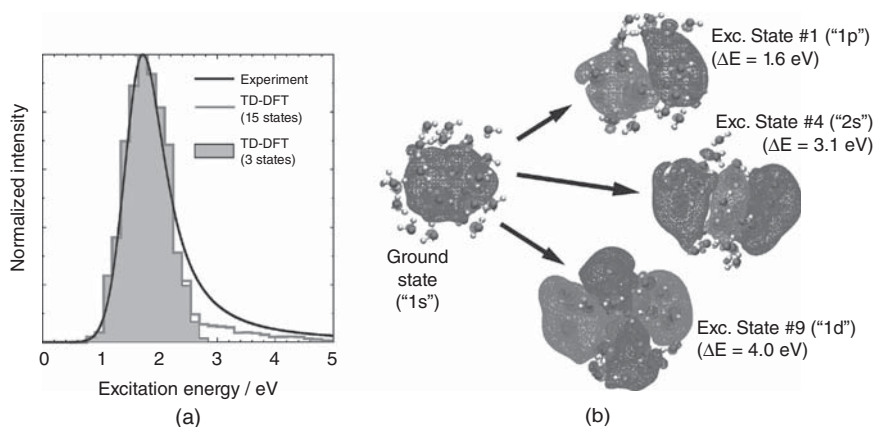 Normalized intensity
Experiment
TD-DFT
(15 states)
TD-DFT
(3 states)
0 1 2 3 4 5
Excitation energy / eV
(a)
Exc. State #1 (“1p”)
(ΔE = 1.6 eV)
Exc. State #4 (“2s”)
(ΔE = 3.1 eV)
Ground
state
(“1s”)
Exc. State #9 (“1d”)
(ΔE = 4.0 eV)
(b)